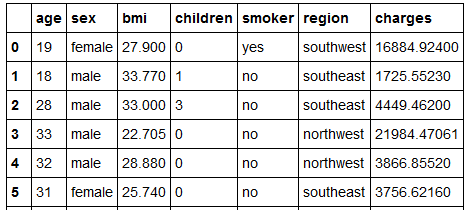 age sex bmi children smoker region charges
0 19 female 27.900 0 yes southwest 16884.92400
1 18 male 33.770 1 no southeast 1725.55230
2 28 male 33.000 3 no southeast 4449.46200
3 33 male 22.705 0 no northwest 21984.47061
4 32 male 28.880 0 no northwest 3866.85520
5 31 female 25.740 0 no southeast 3756.62160